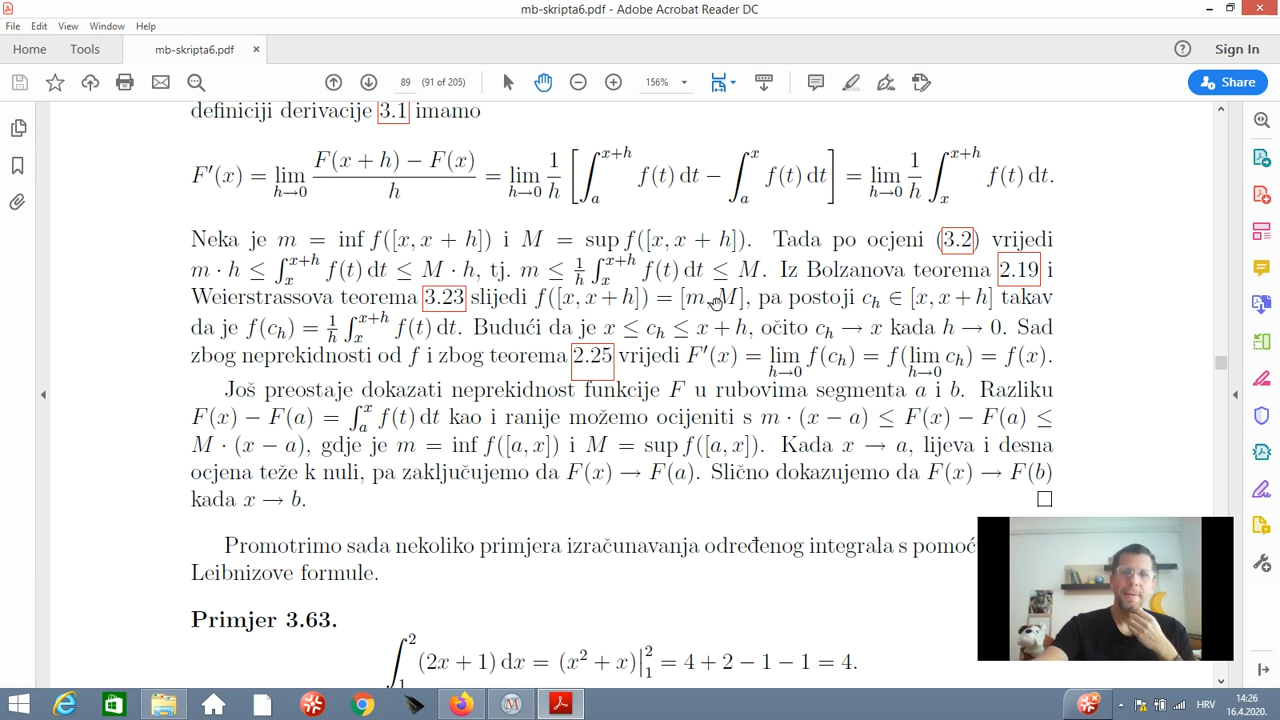 mb-skripta6.pdf - Adobe Acrobat Reader DC
File Edit View Window Help
Home Tools mb-skripta6.pdf × Sign In
89 (91 of 205) 156% Share
definiciji derivacije 3.1 imamo
F′(x) = lim_{h→0} (F(x + h) − F(x))/h = lim_{h→0} 1/h [∫_a^{x+h} f(t) dt − ∫_a^x f(t) dt] = lim_{h→0} 1/h ∫_x^{x+h} f(t) dt.
Neka je m = inf f([x, x + h]) i M = sup f([x, x + h]). Tada po ocjeni (3.2) vrijedi
m · h ≤ ∫_x^{x+h} f(t) dt ≤ M · h, tj. m ≤ 1/h ∫_x^{x+h} f(t) dt ≤ M. Iz Bolzanova teorema 2.19 i
Weierstrassova teorema 3.23 slijedi f([x, x + h]) = [m, M], pa postoji c_h ∈ [x, x + h] takav
da je f(c_h) = 1/h ∫_x^{x+h} f(t) dt. Budući da je x ≤ c_h ≤ x + h, očito c_h → x kada h → 0. Sad
zbog neprekidnosti od f i zbog teorema 2.25 vrijedi F′(x) = lim_{h→0} f(c_h) = f(lim_{h→0} c_h) = f(x).
Još preostaje dokazati neprekidnost funkcije F u rubovima segmenta a i b. Razliku
F(x) − F(a) = ∫_a^x f(t) dt kao i ranije možemo ocijeniti s m · (x − a) ≤ F(x) − F(a) ≤
M · (x − a), gdje je m = inf f([a, x]) i M = sup f([a, x]). Kada x → a, lijeva i desna
ocjena teže k nuli, pa zaključujemo da F(x) → F(a). Slično dokazujemo da F(x) → F(b)
kada x → b. □
Promotrimo sada nekoliko primjera izračunavanja određenog integrala s pomoć
Leibnizove formule.
Primjer 3.63.
∫_1^2 (2x + 1) dx = (x² + x)|_1^2 = 4 + 2 − 1 − 1 = 4.
HRV 14:26
16.4.2020.